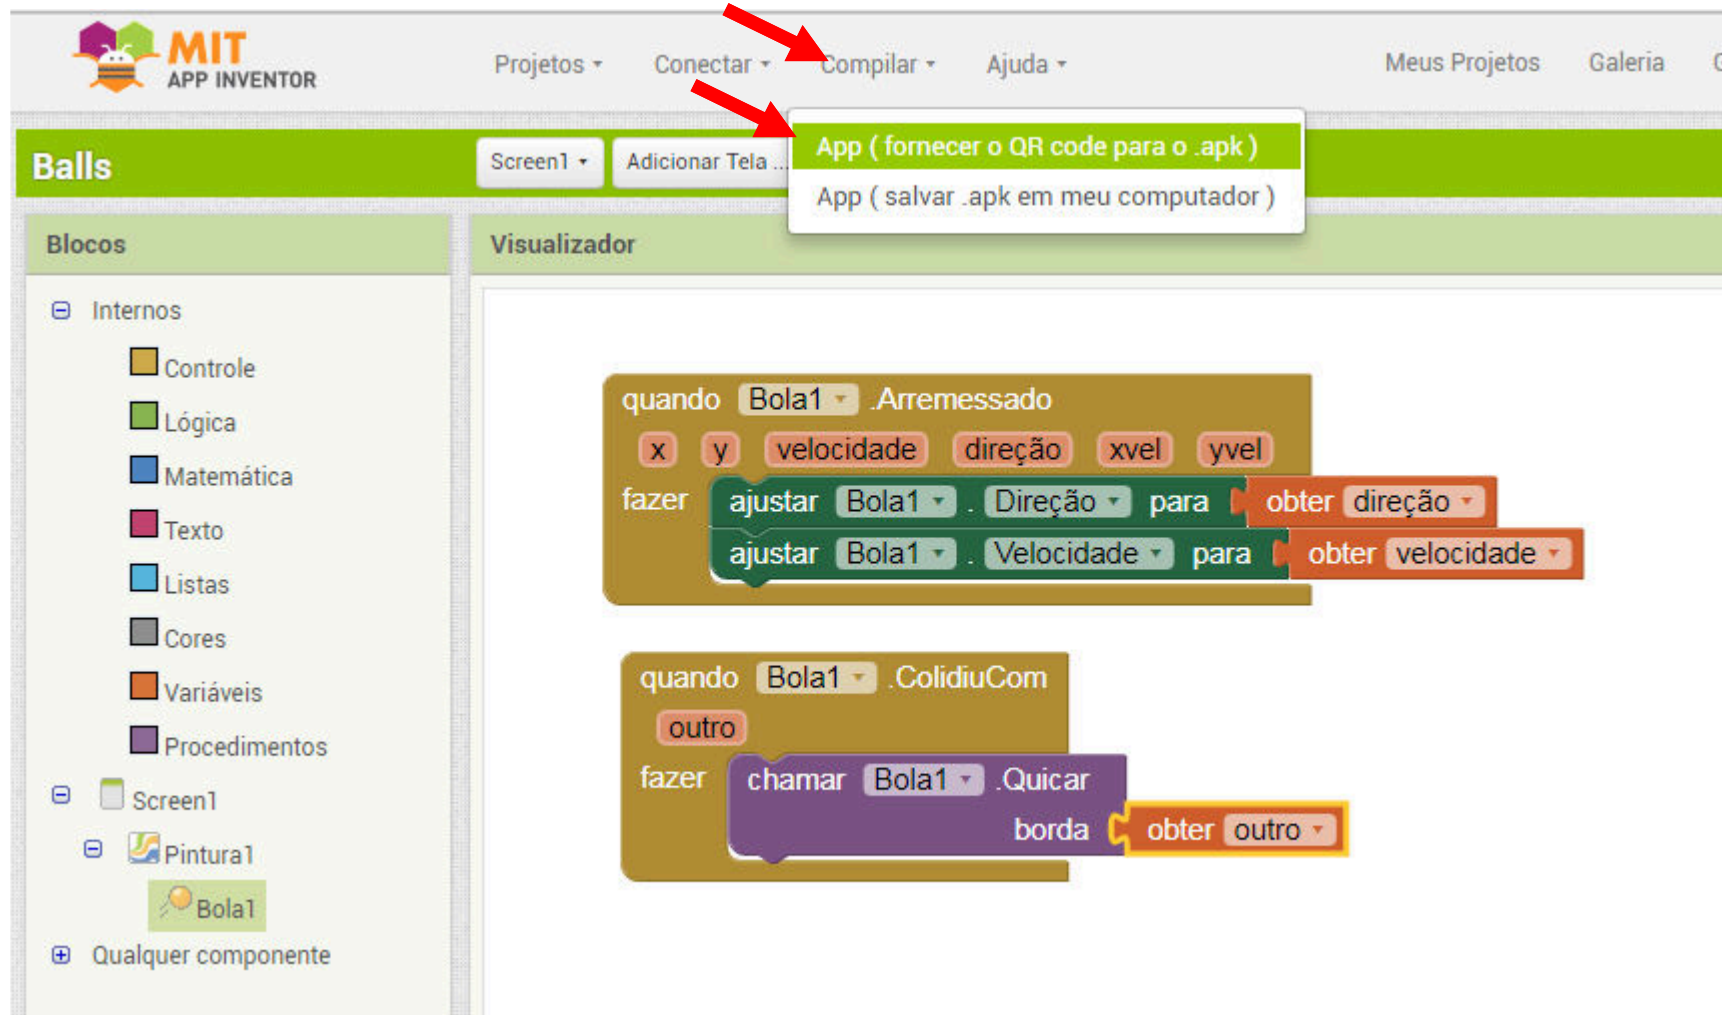 MIT
APP INVENTOR
Projetos Conectar Compilar Ajuda Meus Projetos Galeria
Balls
Screen1 Adicionar Tela ...
App ( fornecer o QR code para o .apk )
App ( salvar .apk em meu computador )
Blocos
Visualizador
Internos
Controle
Lógica
Matemática
Texto
Listas
Cores
Variáveis
Procedimentos
Screen1
Pintura1
Bola1
Qualquer componente
quando Bola1 .Arremessado
x y velocidade direção xvel yvel
fazer ajustar Bola1 . Direção para obter direção
ajustar Bola1 . Velocidade para obter velocidade
quando Bola1 .ColidiuCom
outro
fazer chamar Bola1 .Quicar
borda obter outro